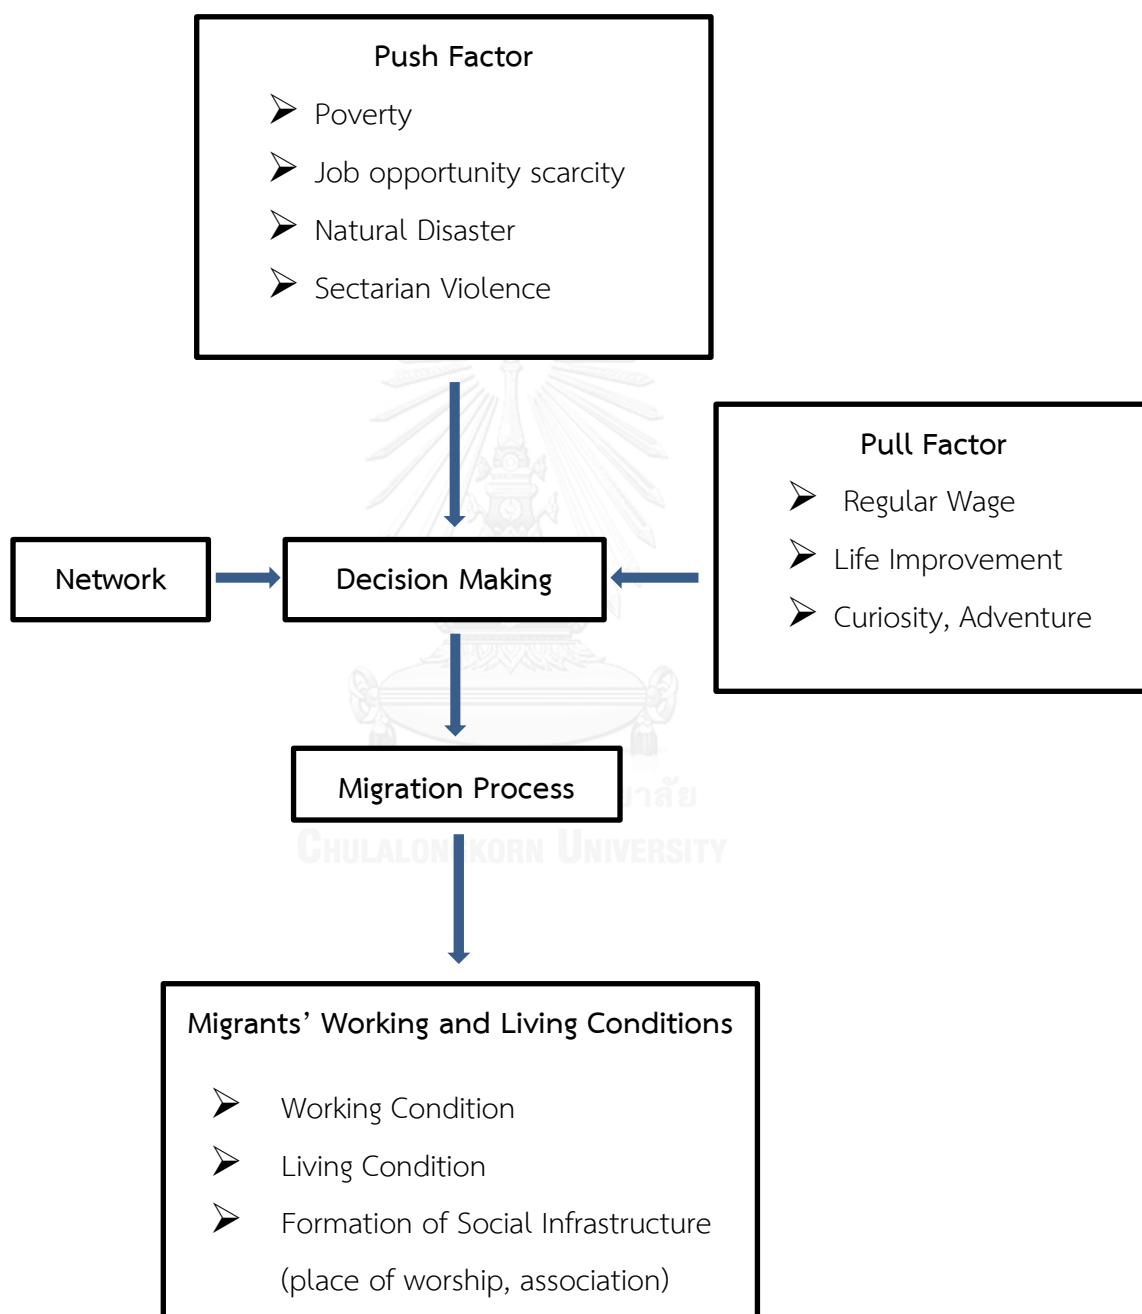 Push Factor
➢ Poverty
➢ Job opportunity scarcity
➢ Natural Disaster
➢ Sectarian Violence
Pull Factor
➢ Regular Wage
➢ Life Improvement
➢ Curiosity, Adventure
Network
Decision Making
Migration Process
CHULALONGKORN UNIVERSITY
Migrants’ Working and Living Conditions
➢ Working Condition
➢ Living Condition
➢ Formation of Social Infrastructure
(place of worship, association)